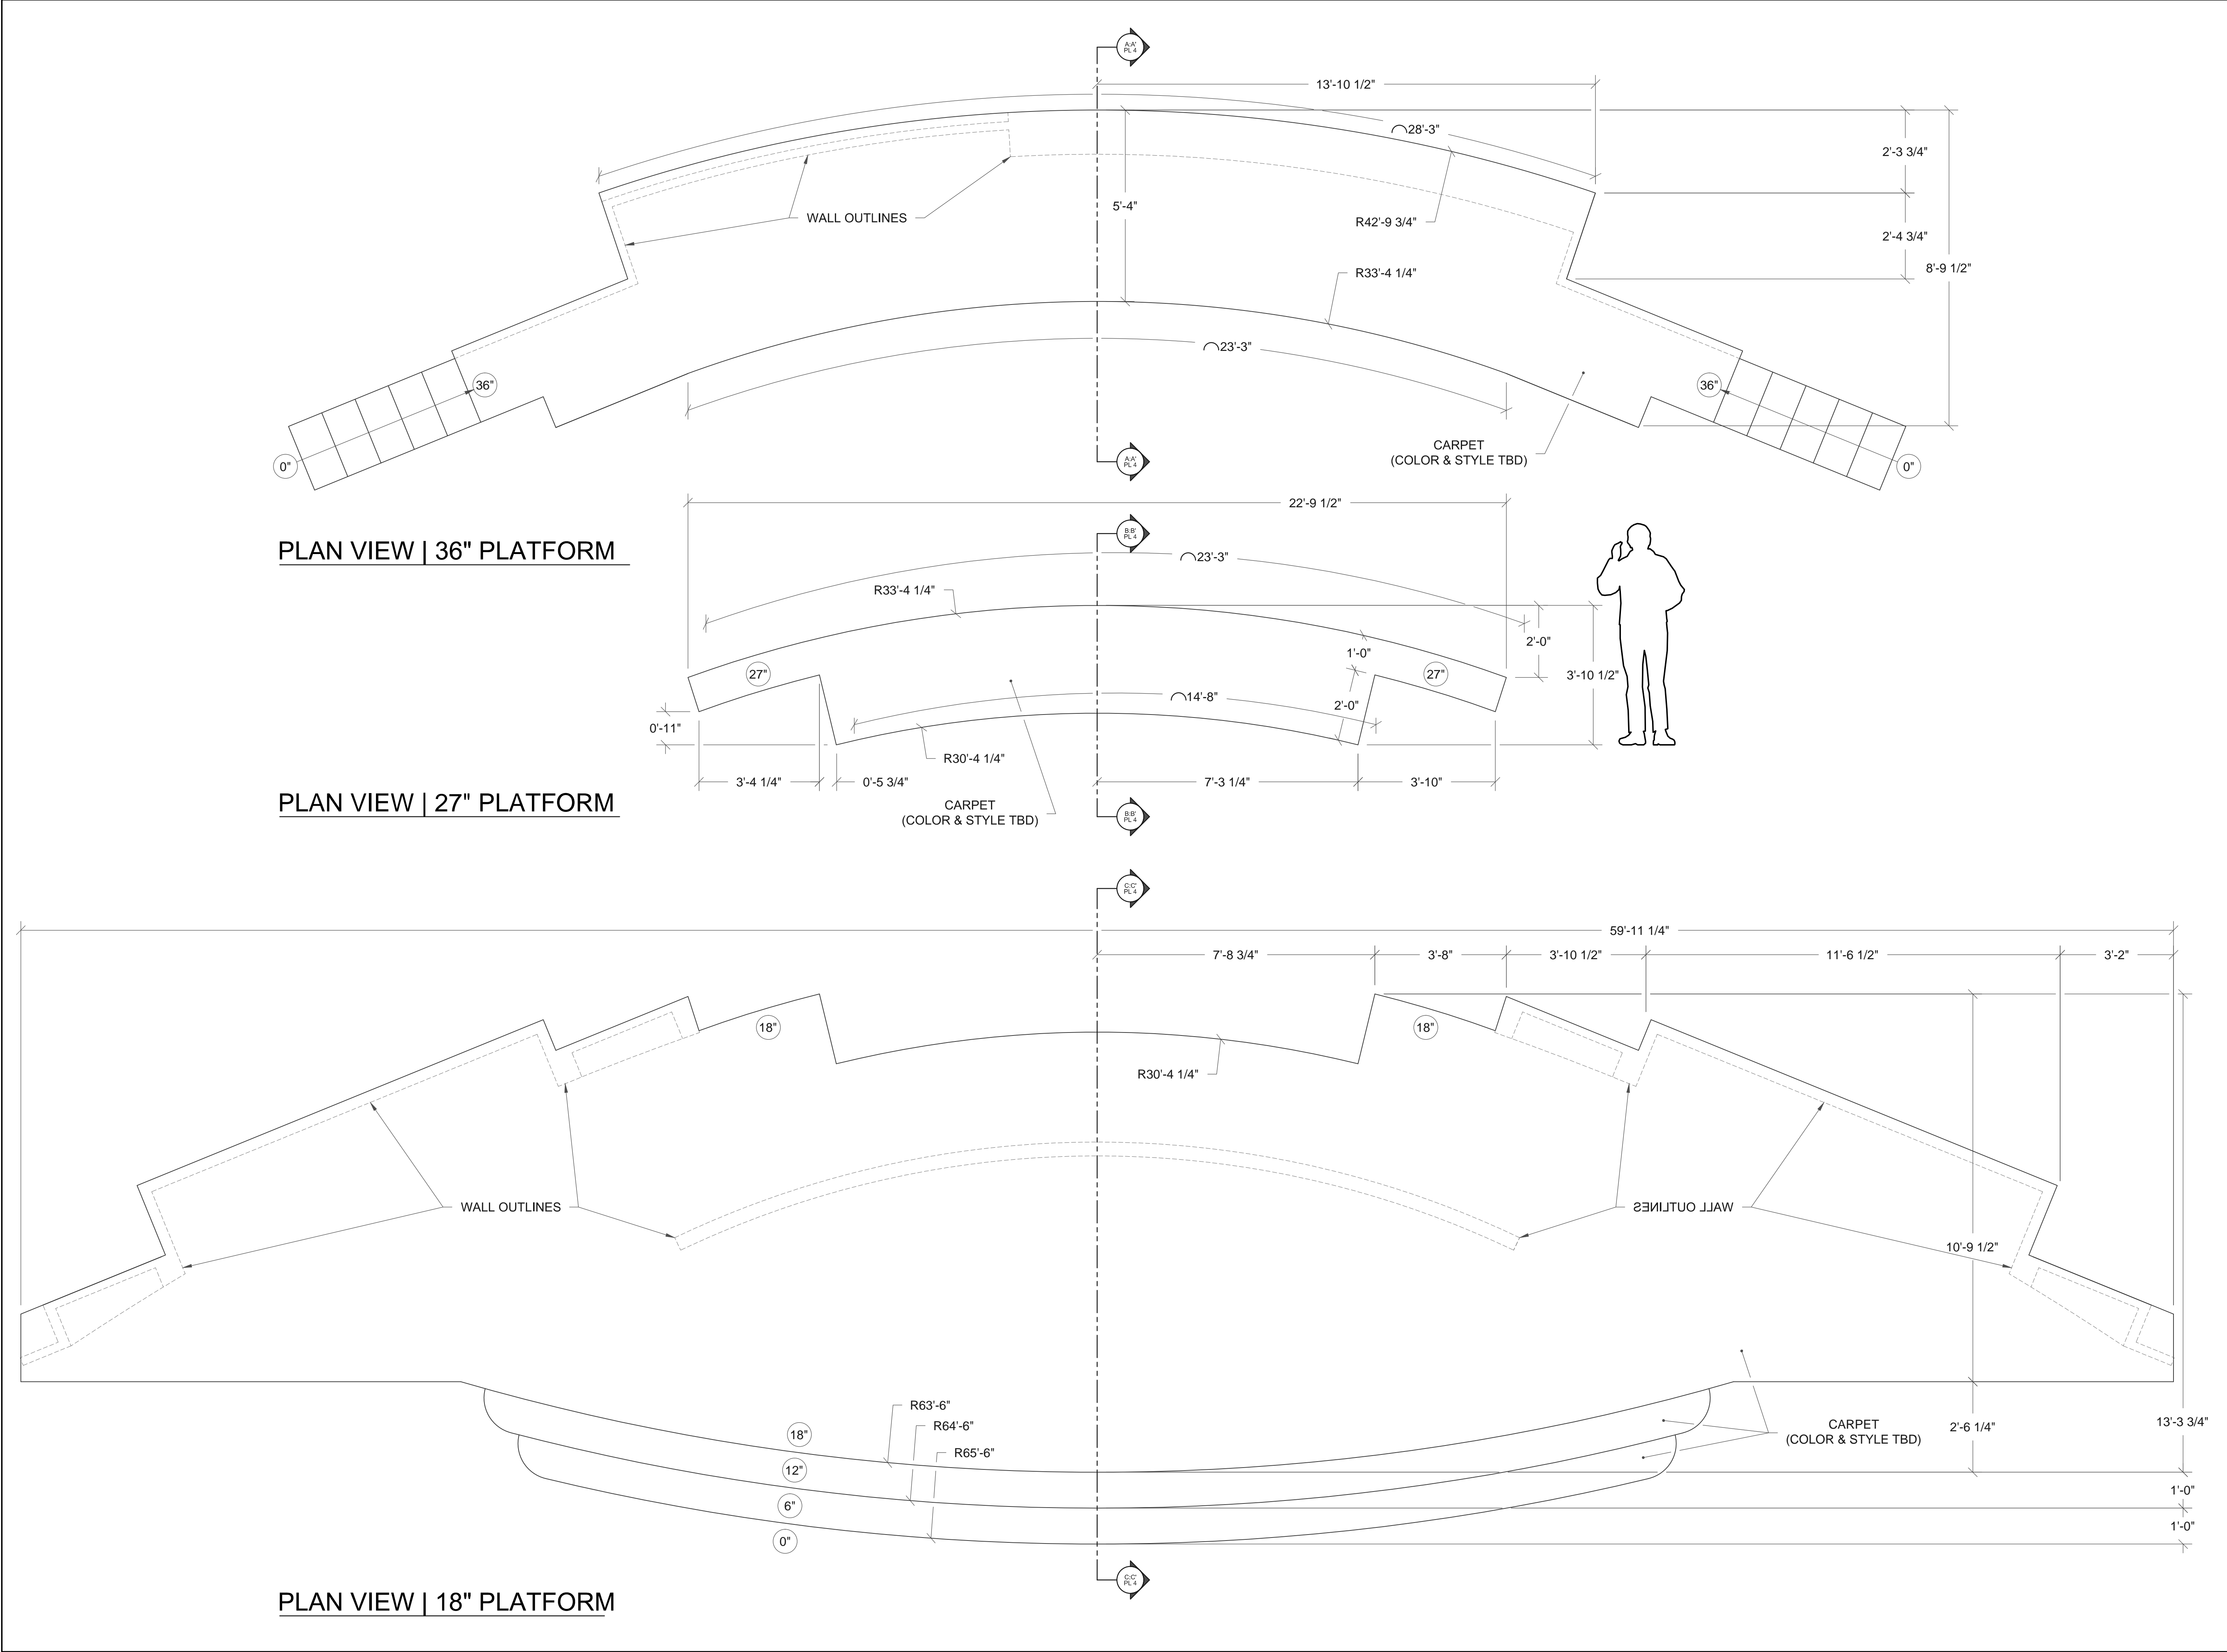 A:A'
PL 4
13'-10 1/2"
28'-3"
2'-3 3/4"
5'-4"
WALL OUTLINES
R42'-9 3/4"
2'-4 3/4"
8'-9 1/2"
R33'-4 1/4"
23'-3"
36"
36"
CARPET
(COLOR & STYLE TBD)
0"
A:A'
PL 4
0"
22'-9 1/2"
PLAN VIEW | 36" PLATFORM
B:B'
PL 4
23'-3"
R33'-4 1/4"
2'-0"
1'-0"
27"
27"
3'-10 1/2"
14'-8"
2'-0"
0'-11"
R30'-4 1/4"
3'-4 1/4"
0'-5 3/4"
7'-3 1/4"
3'-10"
PLAN VIEW | 27" PLATFORM
CARPET
(COLOR & STYLE TBD)
B:B'
PL 4
C:C'
PL 4
59'-11 1/4"
7'-8 3/4"
3'-8"
3'-10 1/2"
11'-6 1/2"
3'-2"
18"
18"
R30'-4 1/4"
WALL OUTLINES
WALL OUTLINES
10'-9 1/2"
R63'-6"
R64'-6"
R65'-6"
18"
12"
6"
0"
CARPET
(COLOR & STYLE TBD)
2'-6 1/4"
13'-3 3/4"
1'-0"
1'-0"
C:C'
PL 4
PLAN VIEW | 18" PLATFORM